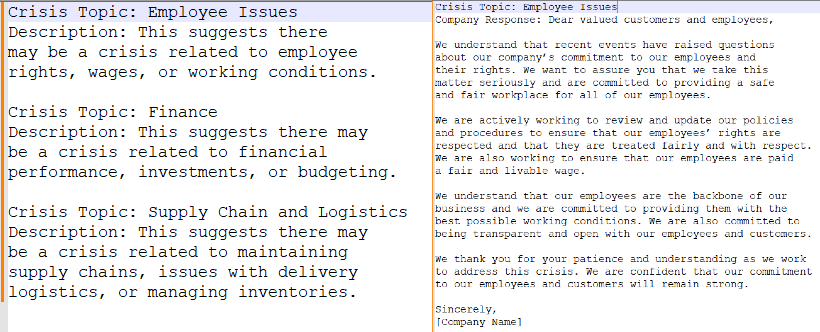 Crisis Topic: Employee Issues
Description: This suggests there
may be a crisis related to employee
rights, wages, or working conditions.
Crisis Topic: Finance
Description: This suggests there may
be a crisis related to financial
performance, investments, or budgeting.
Crisis Topic: Supply Chain and Logistics
Description: This suggests there may
be a crisis related to maintaining
supply chains, issues with delivery
logistics, or managing inventories.
Crisis Topic: Employee Issues
Company Response: Dear valued customers and employees,
We understand that recent events have raised questions
about our company's commitment to our employees and
their rights. We want to assure you that we take this
matter seriously and are committed to providing a safe
and fair workplace for all of our employees.
We are actively working to review and update our policies
and procedures to ensure that our employees' rights are
respected and that they are treated fairly and with respect.
We are also working to ensure that our employees are paid
a fair and livable wage.
We understand that our employees are the backbone of our
business and we are committed to providing them with the
best possible working conditions. We are also committed to
being transparent and open with our employees and customers.
We thank you for your patience and understanding as we work
to address this crisis. We are confident that our commitment
to our employees and customers will remain strong.
Sincerely,
[Company Name]